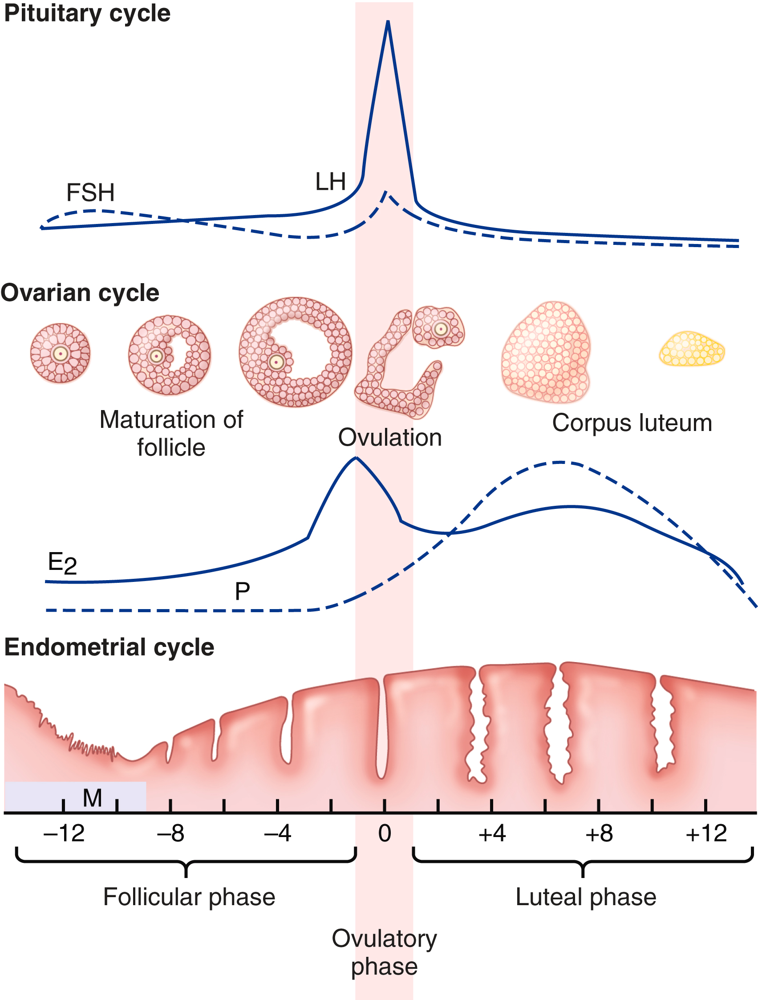 Pituitary cycle
LH
FSH
Ovarian cycle
Maturation of
follicle
Ovulation
Corpus luteum
E2
P
Endometrial cycle
M
–12 –8 –4 0 +4 +8 +12
Follicular phase
Luteal phase
Ovulatory
phase